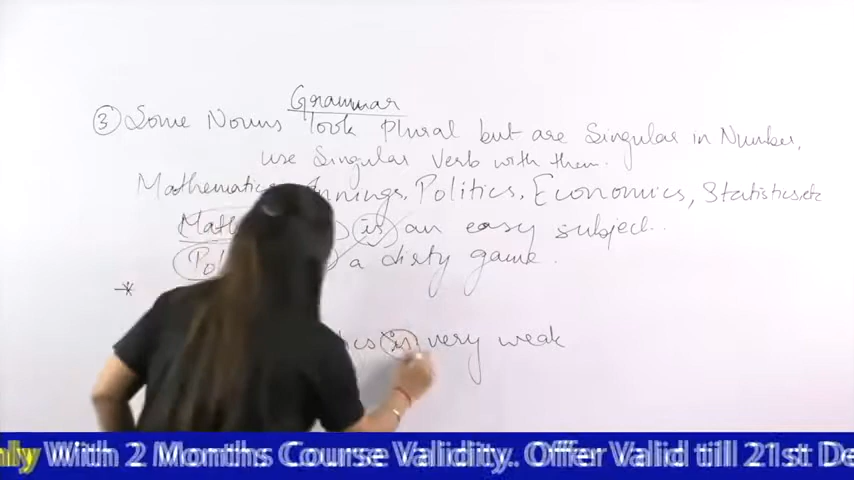 Grammar
③ Some Nouns look Plural but are Singular in Number,
use Singular Verb with them.
Mathematics, Innings, Politics, Economics, Statistics, etc
is an easy subject.
a dirty game.
*
is very weak
With 2 Months Course Validity. Offer Valid till 21st